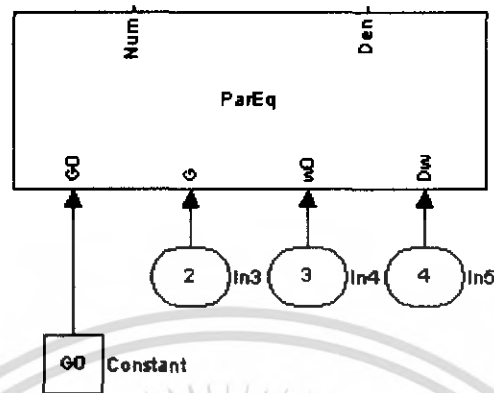 Num Den
ParEq
G0 G w0 Dw
2 In3 3 In4 4 In5
G0 Constant